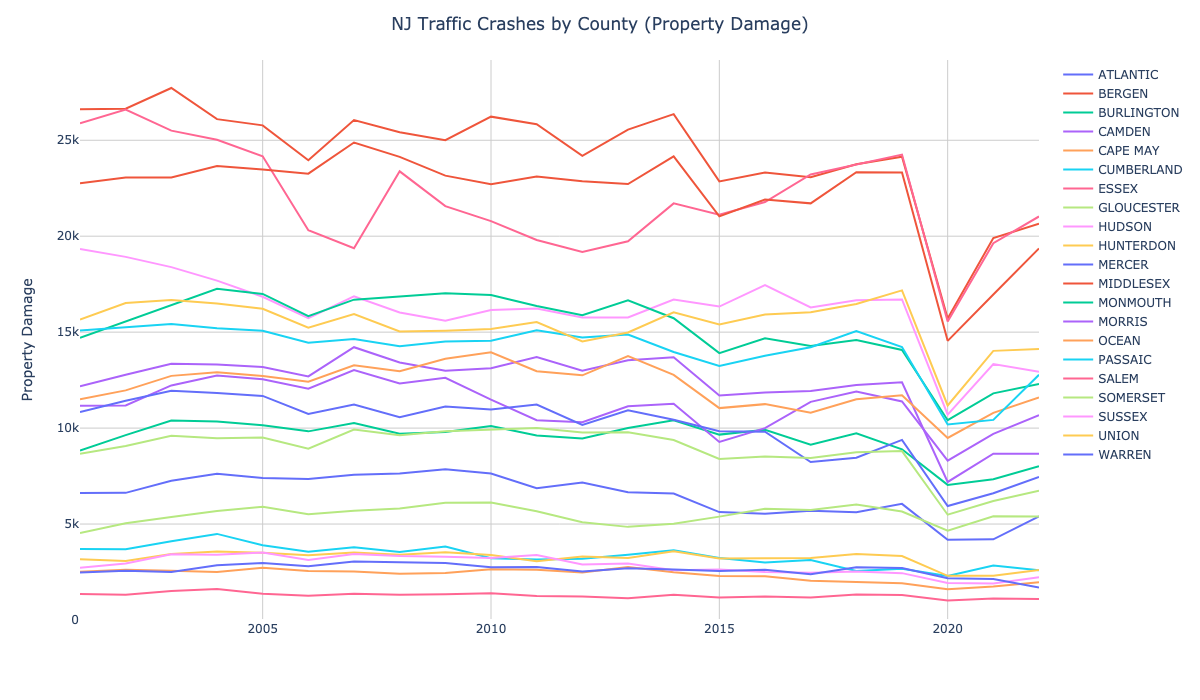 NJ Traffic Crashes by County (Property Damage)
Property Damage
25k
20k
15k
10k
5k
0
2005
2010
2015
2020
ATLANTIC
BERGEN
BURLINGTON
CAMDEN
CAPE MAY
CUMBERLAND
ESSEX
GLOUCESTER
HUDSON
HUNTERDON
MERCER
MIDDLESEX
MONMOUTH
MORRIS
OCEAN
PASSAIC
SALEM
SOMERSET
SUSSEX
UNION
WARREN